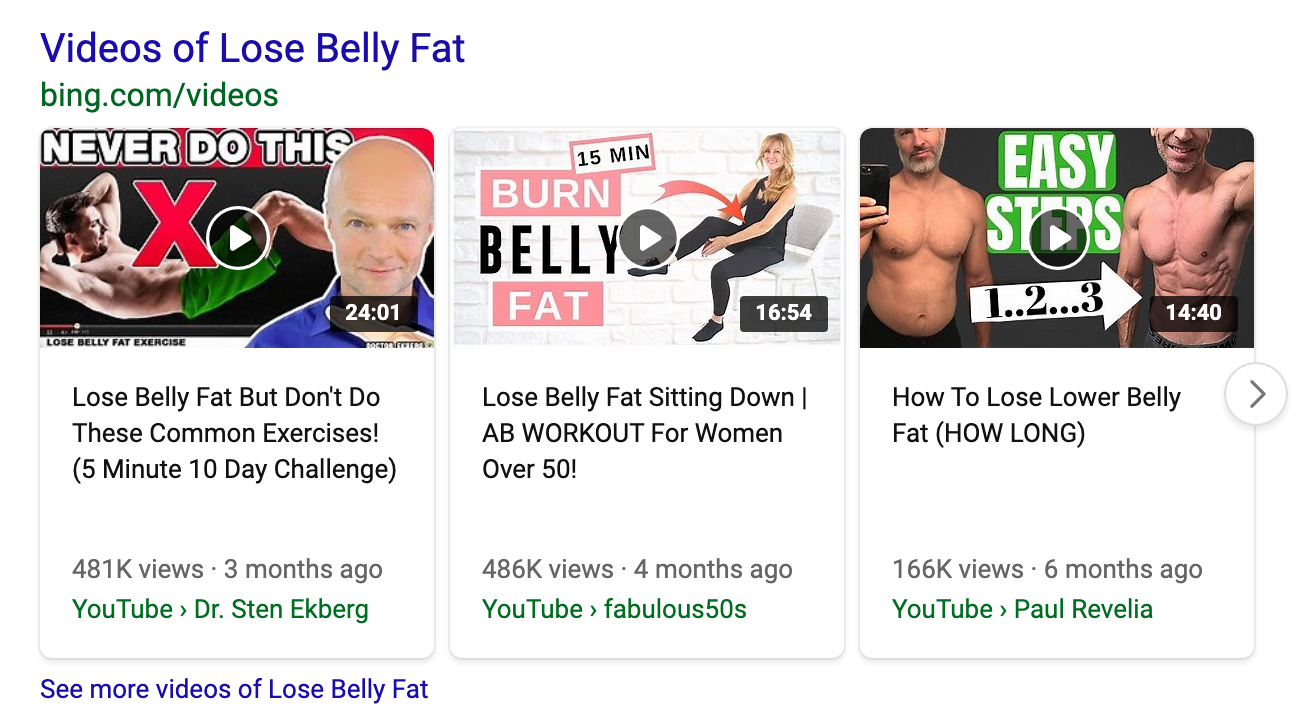 Videos of Lose Belly Fat
bing.com/videos
NEVER DO THIS
X
24:01
LOSE BELLY FAT EXERCISE
DOCTOR EKBERG
Lose Belly Fat But Don't Do
These Common Exercises!
(5 Minute 10 Day Challenge)
481K views · 3 months ago
YouTube › Dr. Sten Ekberg
15 MIN
BURN
BELLY
FAT
16:54
Lose Belly Fat Sitting Down |
AB WORKOUT For Women
Over 50!
486K views · 4 months ago
YouTube › fabulous50s
EASY
STEPS
1..2...3
14:40
How To Lose Lower Belly
Fat (HOW LONG)
166K views · 6 months ago
YouTube › Paul Revelia
See more videos of Lose Belly Fat